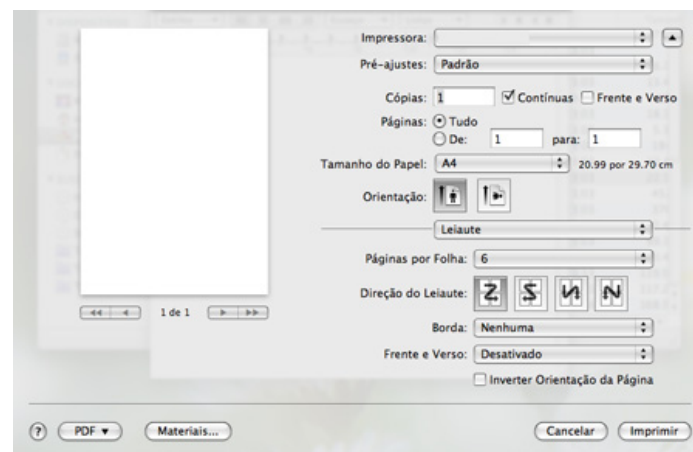 Impressora:
Pré-ajustes: Padrão
Cópias: 1 Contínuas Frente e Verso
Páginas: Tudo
De: 1 para: 1
Tamanho do Papel: A4 20.99 por 29.70 cm
Orientação:
Leiaute
Páginas por Folha: 6
Direção do Leiaute:
Borda: Nenhuma
1 de 1
Frente e Verso: Desativado
Inverter Orientação da Página
? PDF Materiais... Cancelar Imprimir